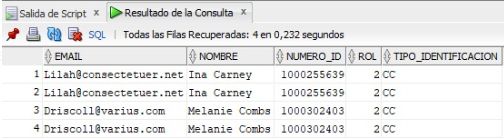 Salida de Script x Resultado de la Consulta x
SQL | Todas las Filas Recuperadas: 4 en 0,232 segundos
EMAIL NOMBRE NUMERO_ID ROL TIPO_IDENTIFICACION
1 Lilah@consectetuer.net Ina Carney 1000255639 2 CC
2 Lilah@consectetuer.net Ina Carney 1000255639 2 CC
3 Driscoll@varius.com Melanie Combs 1000302403 2 CC
4 Driscoll@varius.com Melanie Combs 1000302403 2 CC